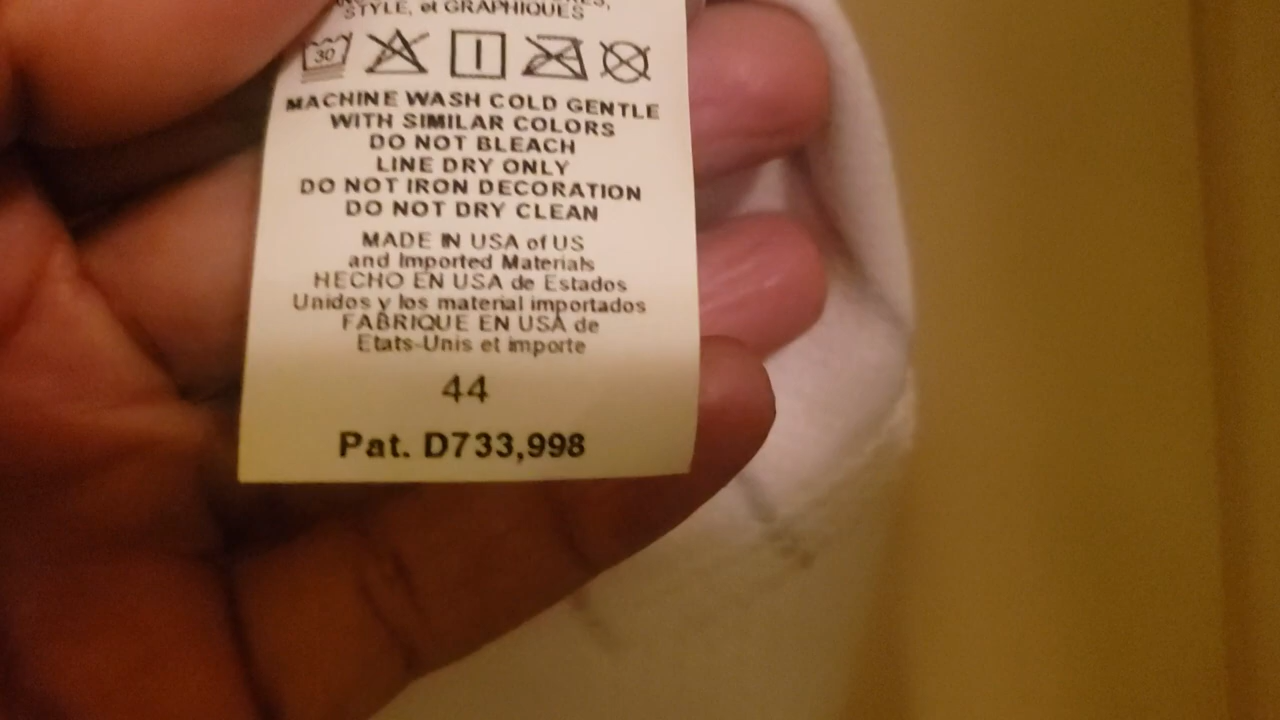 STYLE, et GRAPHIQUES
30
MACHINE WASH COLD GENTLE
WITH SIMILAR COLORS
DO NOT BLEACH
LINE DRY ONLY
DO NOT IRON DECORATION
DO NOT DRY CLEAN
MADE IN USA of US
and Imported Materials
HECHO EN USA de Estados
Unidos y los material importados
FABRIQUE EN USA de
Etats-Unis et importe
44
Pat. D733,998